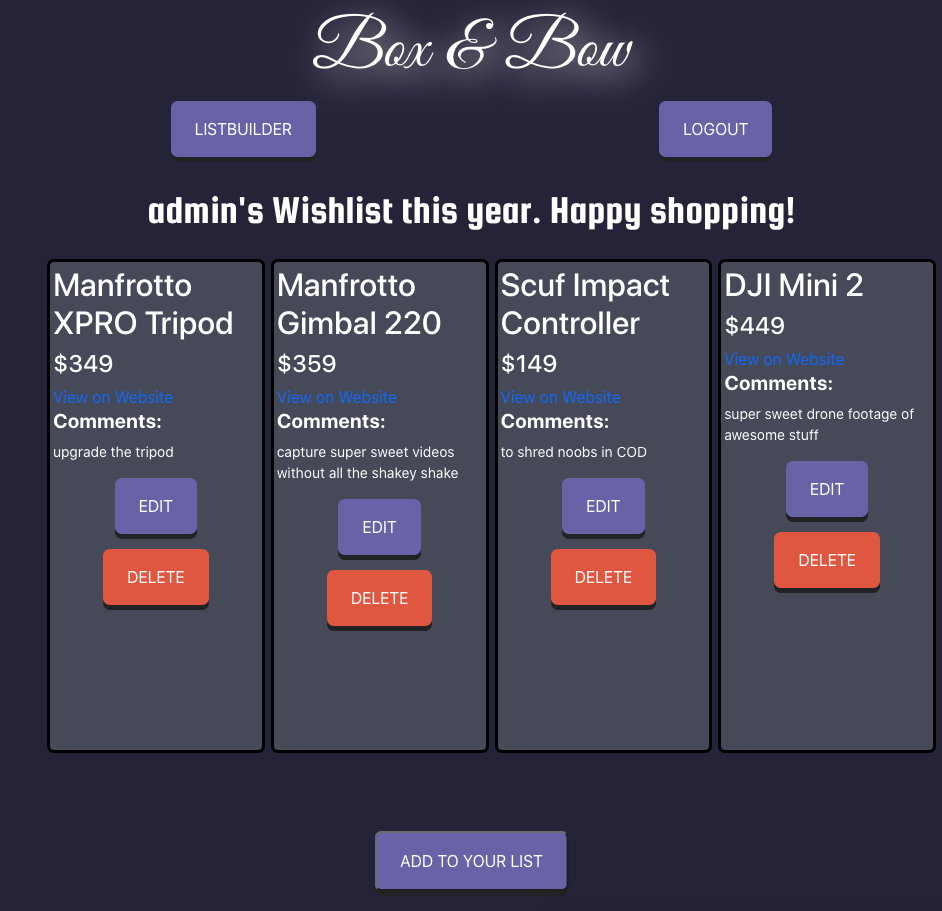 Box & Bow
LISTBUILDER
LOGOUT
admin's Wishlist this year. Happy shopping!
Manfrotto
XPRO Tripod
$349
View on Website
Comments:
upgrade the tripod
EDIT
DELETE
Manfrotto
Gimbal 220
$359
View on Website
Comments:
capture super sweet videos
without all the shakey shake
EDIT
DELETE
Scuf Impact
Controller
$149
View on Website
Comments:
to shred noobs in COD
EDIT
DELETE
DJI Mini 2
$449
View on Website
Comments:
super sweet drone footage of
awesome stuff
EDIT
DELETE
ADD TO YOUR LIST